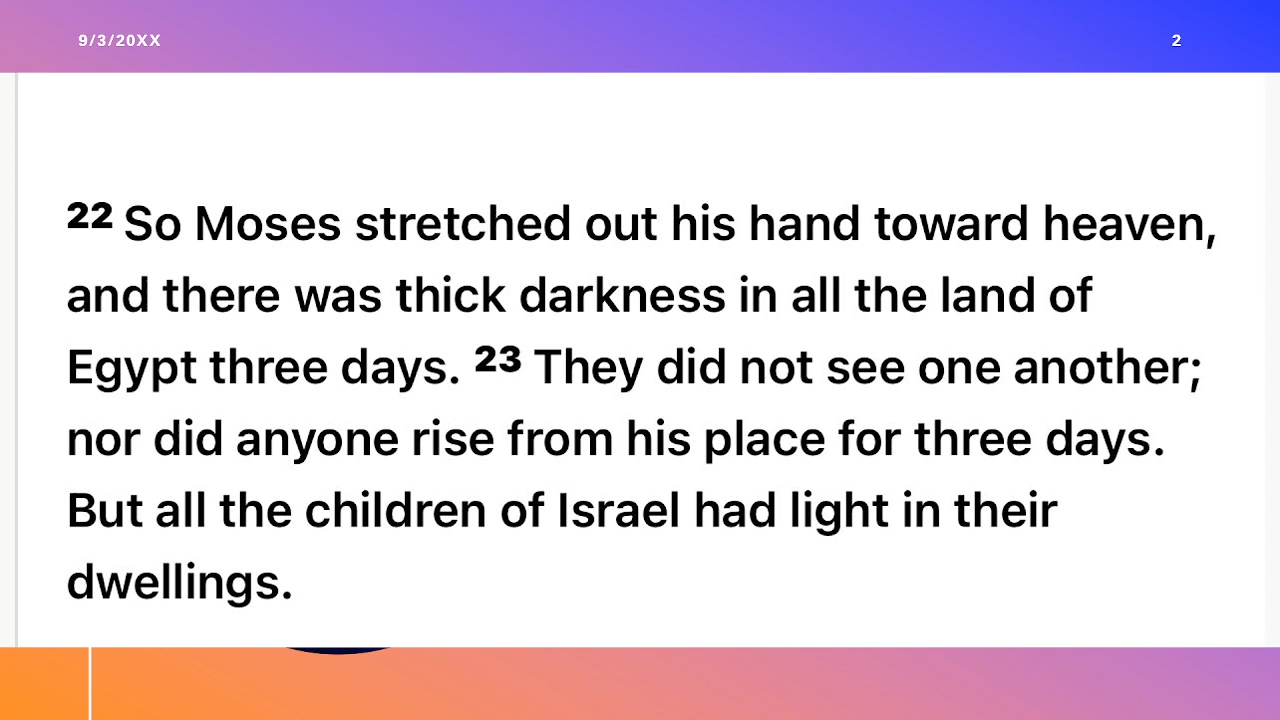 9/3/20XX
2
22 So Moses stretched out his hand toward heaven,
and there was thick darkness in all the land of
Egypt three days. 23 They did not see one another;
nor did anyone rise from his place for three days.
But all the children of Israel had light in their
dwellings.